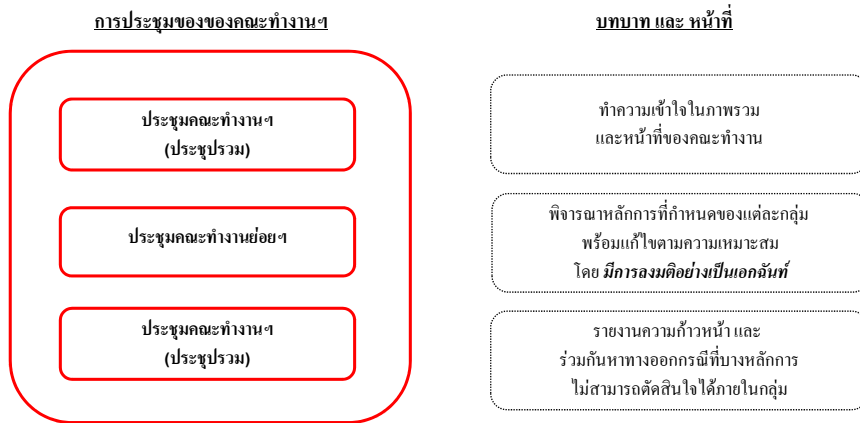 การประชุมของของคณะทำงานฯ
ประชุมคณะทำงานฯ
(ประชุปรวม)
ประชุมคณะทำงานย่อยฯ
ประชุมคณะทำงานฯ
(ประชุปรวม)
บทบาท และ หน้าที่
ทำความเข้าใจในภาพรวม
และหน้าที่ของคณะทำงาน
พิจารณาหลักการที่กำหนดของแต่ละกลุ่ม
พร้อมแก้ไขตามความเหมาะสม
โดย มีการลงมติอย่างเป็นเอกฉันท์
รายงานความก้าวหน้า และ
ร่วมกันหาทางออกกรณีที่บางหลักการ
ไม่สามารถตัดสินใจได้ภายในกลุ่ม